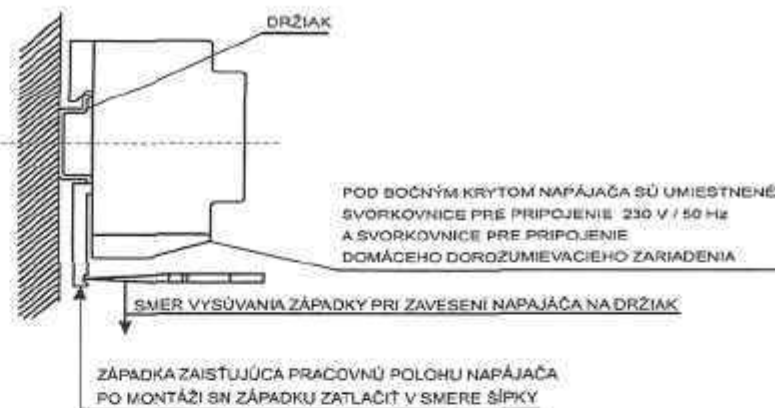 DRŽIAK
POD BOČNÝM KRYTOM NAPÁJAČA SÚ UMIESTNENÉ
SVORKOVNICE PRE PRIPOJENIE 230 V / 50 Hz
A SVORKOVNICE PRE PRIPOJENIE
DOMÁCEHO DOROZUMIEVACIEHO ZARIADENIA
SMER VYSÚVANIA ZÁPADKY PRI ZAVESENÍ NAPAJÁČA NA DRŽIAK
ZÁPADKA ZAISŤUJÚCA PRACOVNÚ POLOHU NAPÁJAČA
PO MONTÁŽI SN ZÁPADKU ZATLAČIŤ V SMERE ŠÍPKY